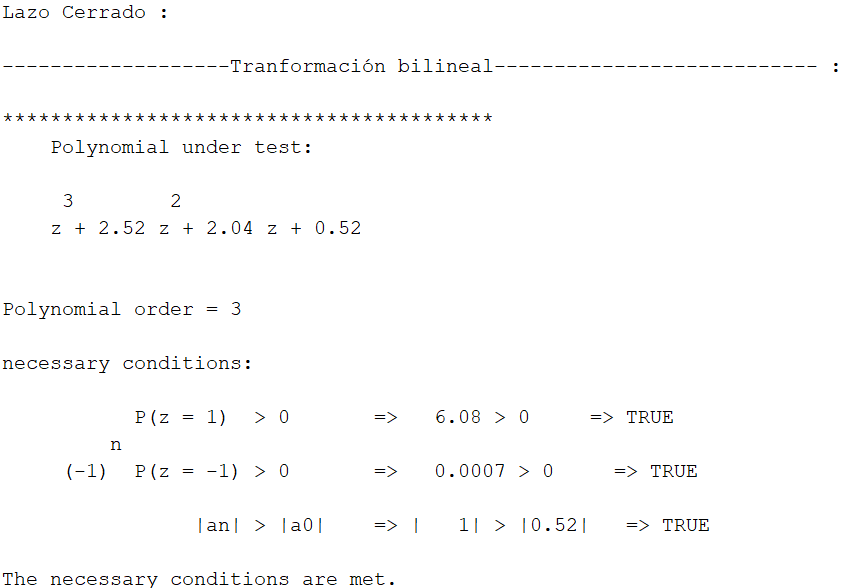 Lazo Cerrado :
-------------------Tranformación bilineal--------------------------- :
*****************************************
Polynomial under test:
3 2
z + 2.52 z + 2.04 z + 0.52
Polynomial order = 3
necessary conditions:
P(z = 1) > 0 => 6.08 > 0 => TRUE
n
(-1) P(z = -1) > 0 => 0.0007 > 0 => TRUE
|an| > |a0| => | 1| > |0.52| => TRUE
The necessary conditions are met.